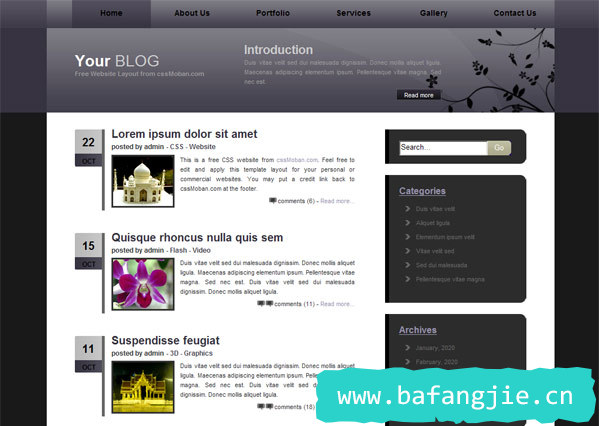 Home About Us Portfolio Services Gallery Contact Us
Your BLOG
Free Website Layout from cssMoban.com
Introduction
Duis vitae velit sed dui malesuada dignissim. Donec mollis aliquet ligula.
Maecenas adipiscing elementum ipsum. Pellentesque vitae magna. Sed
nec est
Read more
22
OCT
Lorem ipsum dolor sit amet
posted by admin - CSS - Website
This is a free CSS website from cssMoban.com. Feel free to
edit and apply this template layout for your personal or
commercial websites. You may put a credit link back to
cssMoban.com at the footer.
comments (6) - Read more...
15
OCT
Quisque rhoncus nulla quis sem
posted by admin - Flash - Video
Duis vitae velit sed dui malesuada dignissim. Donec mollis aliquet
ligula. Maecenas adipiscing elementum ipsum. Pellentesque vitae
magna. Sed nec est. Duis vitae velit sed dui malesuada
dignissim. Donec mollis aliquet ligula.
comments (11) - Read more...
11
OCT
Suspendisse feugiat
posted by admin - 3D - Graphics
Duis vitae velit sed dui malesuada dignissim. Donec mollis aliquet
ligula. Maecenas adipiscing elementum ipsum. Pellentesque vitae
magna. Sed nec est. Duis vitae velit sed dui
dignissim. Donec mollis aliquet ligula.
comments (18)
Search... Go
Categories
Duis vitae velit
Aliquet ligula
Elementum ipsum velit
Vitae velit sed
Sed dui malesuada
Pellentesque vitae magna
Archives
January, 2020
February, 2020
www.bafangjie.cn